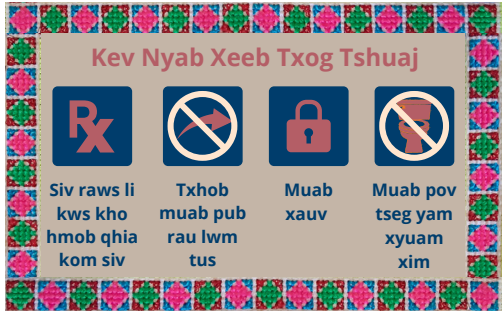 Kev Nyab Xeeb Txog Tshuaj
Rx
Siv raws li
kws kho
hmob qhia
kom siv
Txhob
muab pub
rau lwm
tus
Muab
xauv
Muab pov
tseg yam
xyuam
xim